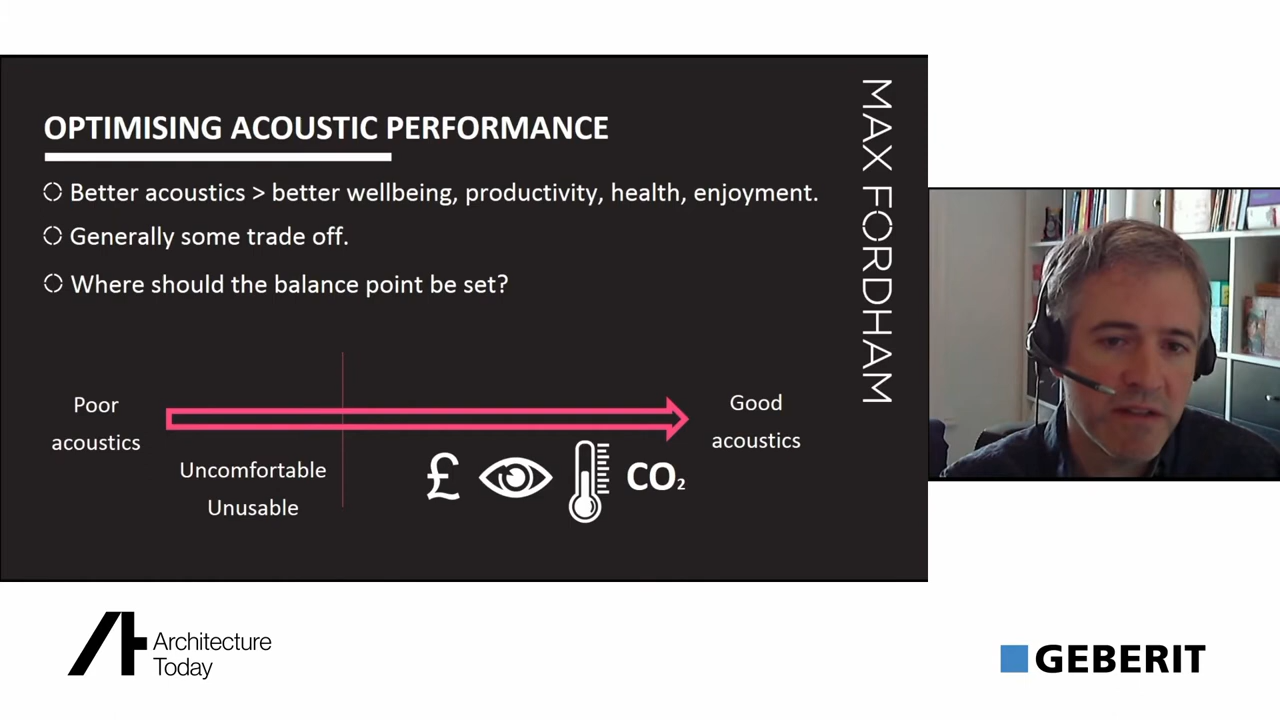 OPTIMISING ACOUSTIC PERFORMANCE
Better acoustics > better wellbeing, productivity, health, enjoyment.
Generally some trade off.
Where should the balance point be set?
Poor
acoustics
Good
acoustics
Uncomfortable
Unusable
£
CO₂
MAX FORDHAM
Architecture
Today
GEBERIT